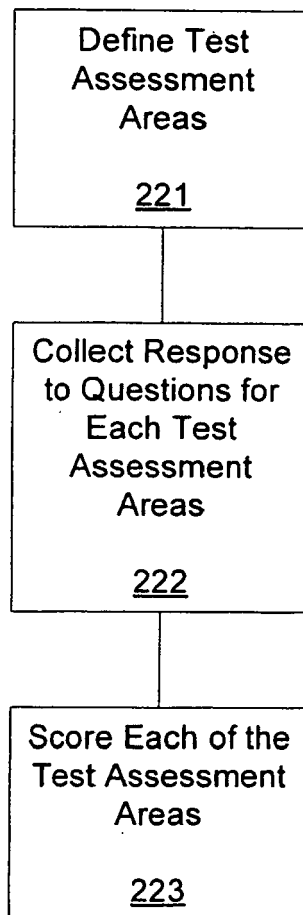 Define Test
Assessment
Areas
221
Collect Response
to Questions for
Each Test
Assessment
Areas
222
Score Each of the
Test Assessment
Areas
223